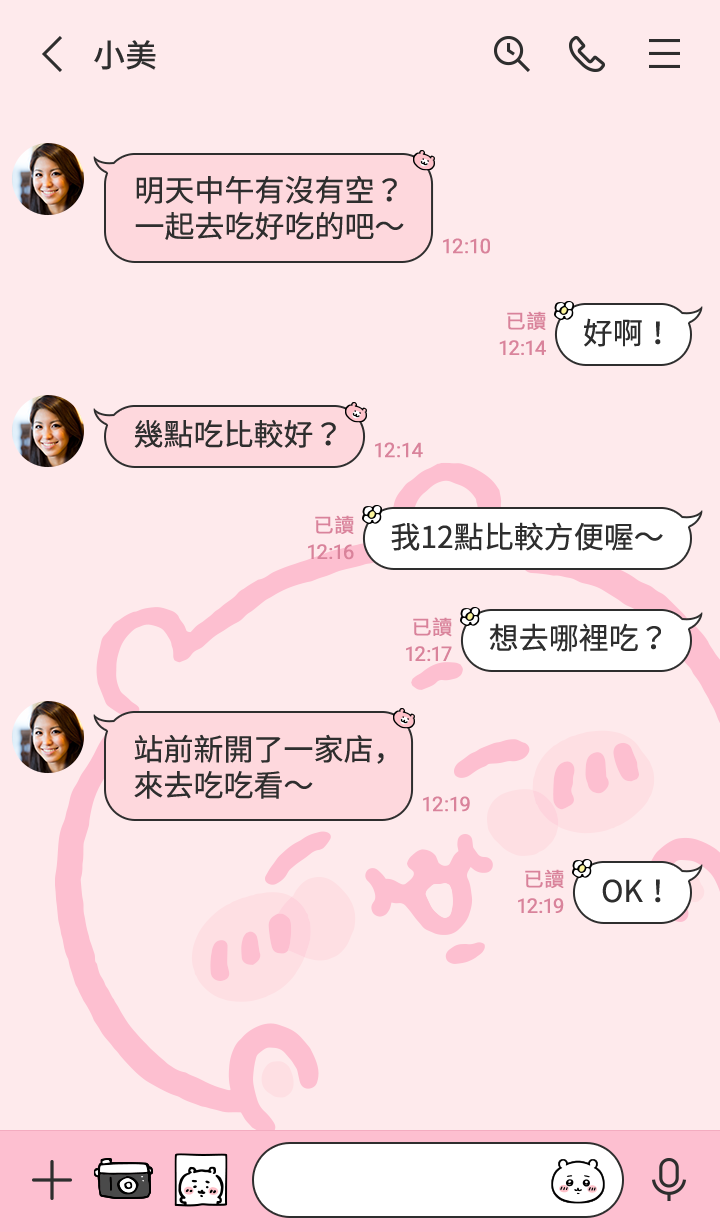 小美
明天中午有沒有空？
一起去吃好吃的吧～
12:10
已讀
12:14
好啊！
幾點吃比較好？
12:14
已讀
12:16
我12點比較方便喔～
已讀
12:17
想去哪裡吃？
站前新開了一家店，
來去吃吃看～
12:19
已讀
12:19
OK！